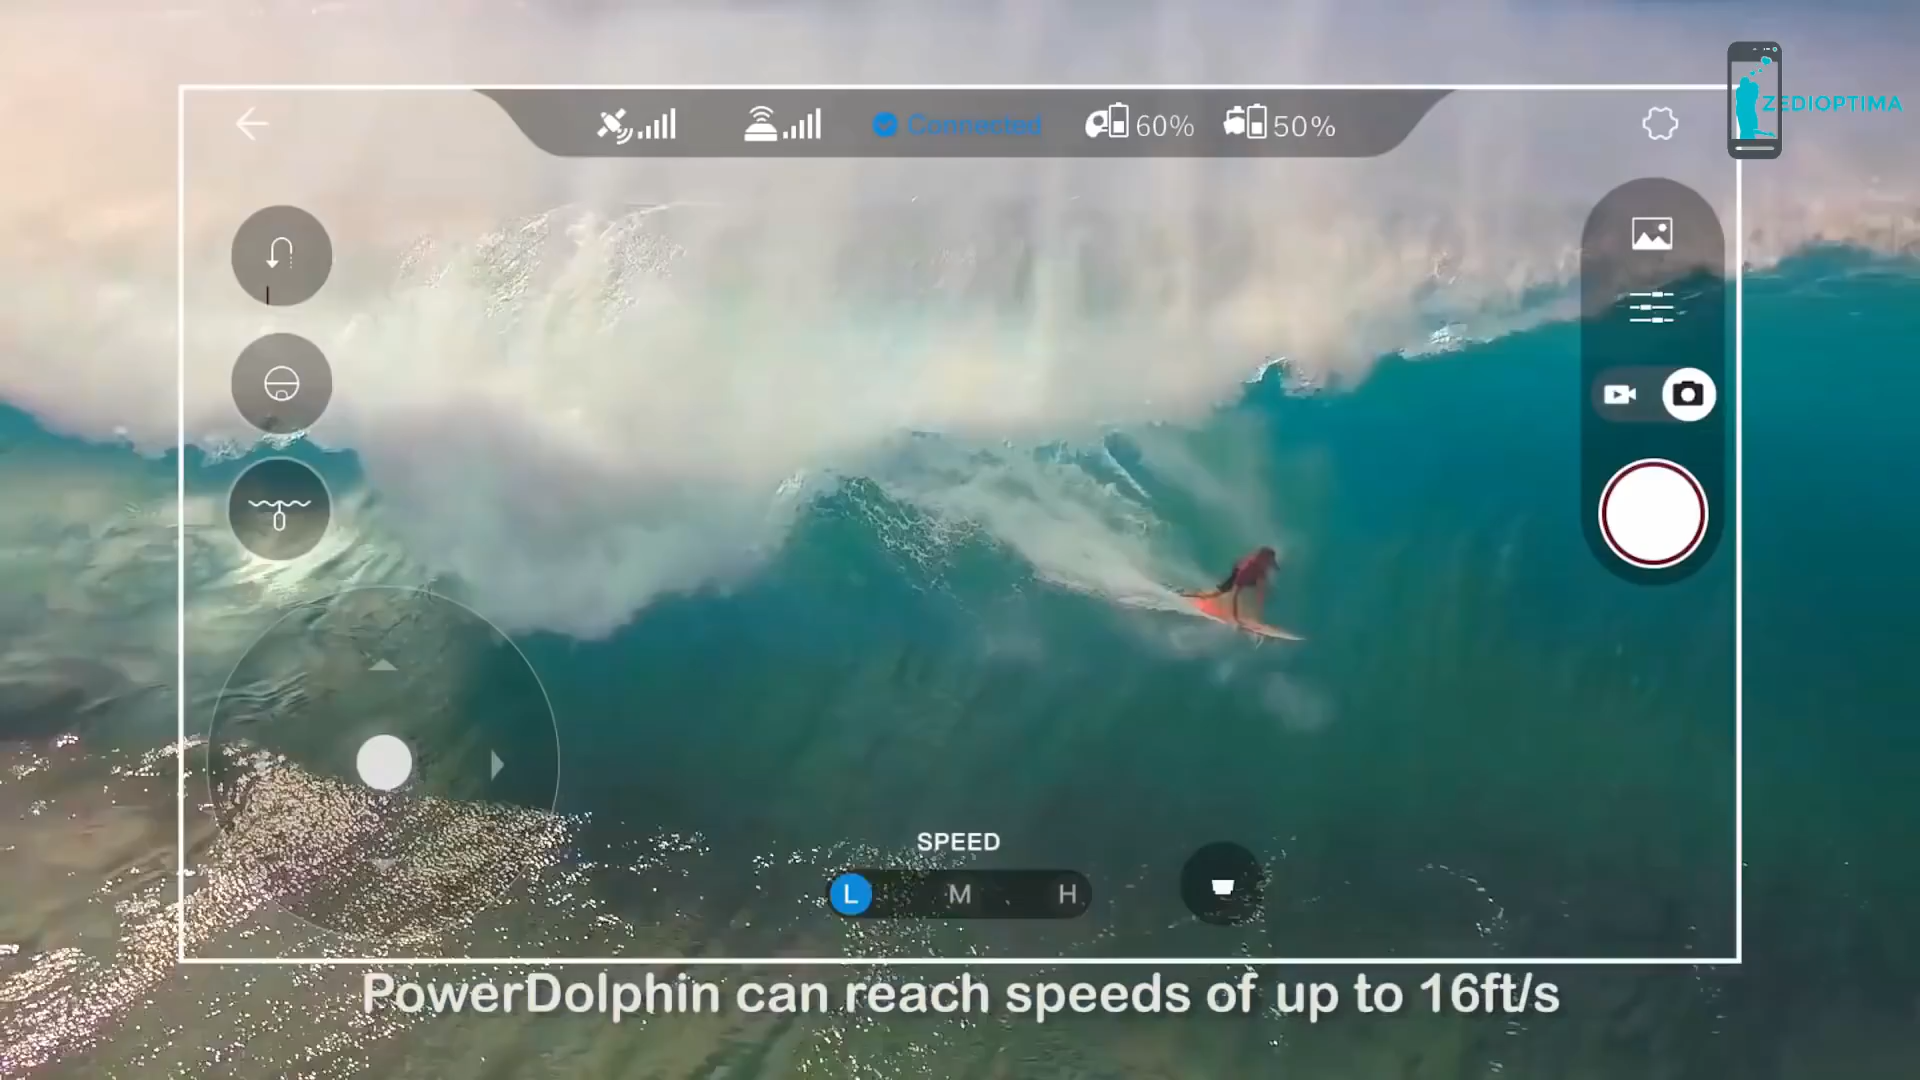 ZEDIOPTIMA
Connected
60%
50%
SPEED
L M H
PowerDolphin can reach speeds of up to 16ft/s